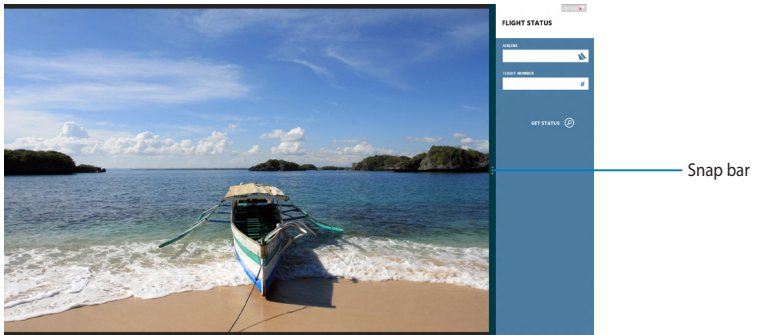 FLIGHT STATUS
AIRLINE
FLIGHT NUMBER
#
GET STATUS
Snap bar